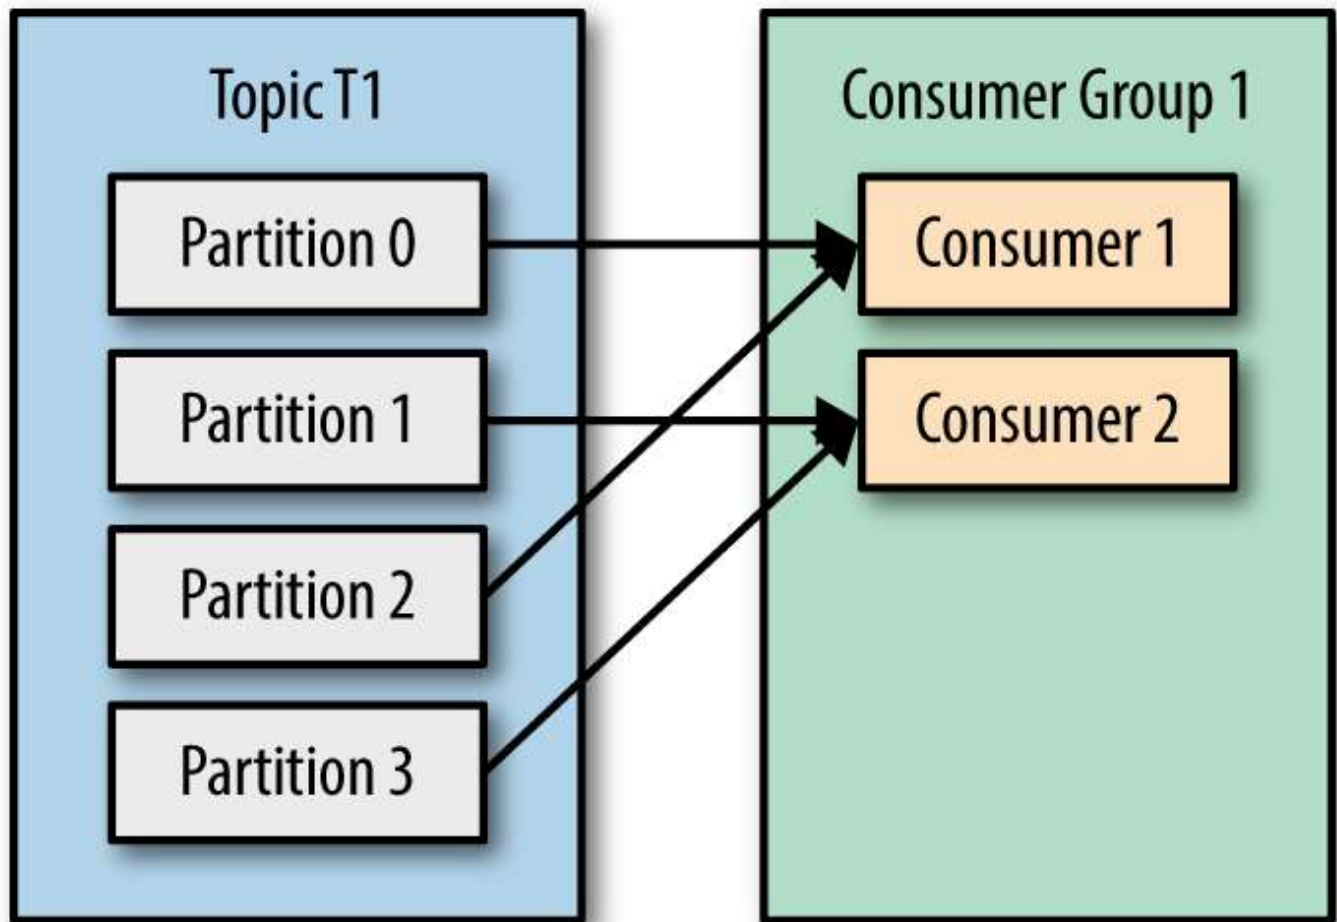 Topic T1
Partition 0
Partition 1
Partition 2
Partition 3
Consumer Group 1
Consumer 1
Consumer 2